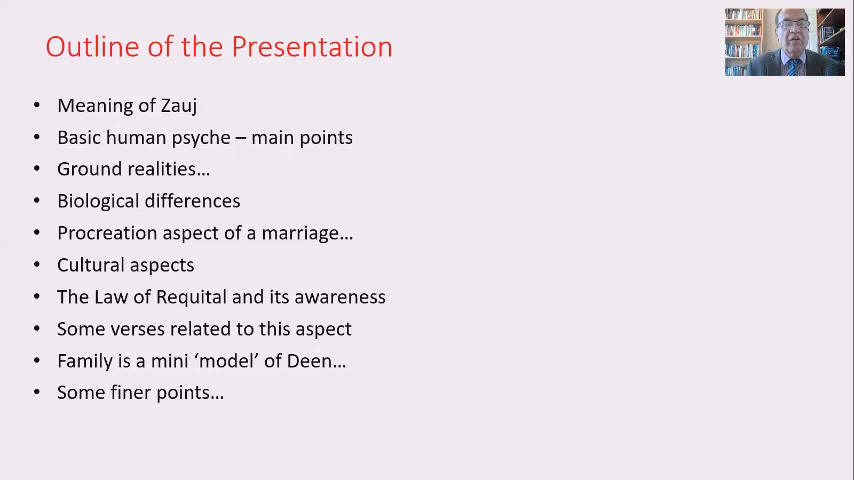 Outline of the Presentation
• Meaning of Zauj
• Basic human psyche – main points
• Ground realities…
• Biological differences
• Procreation aspect of a marriage…
• Cultural aspects
• The Law of Requital and its awareness
• Some verses related to this aspect
• Family is a mini ‘model’ of Deen…
• Some finer points…